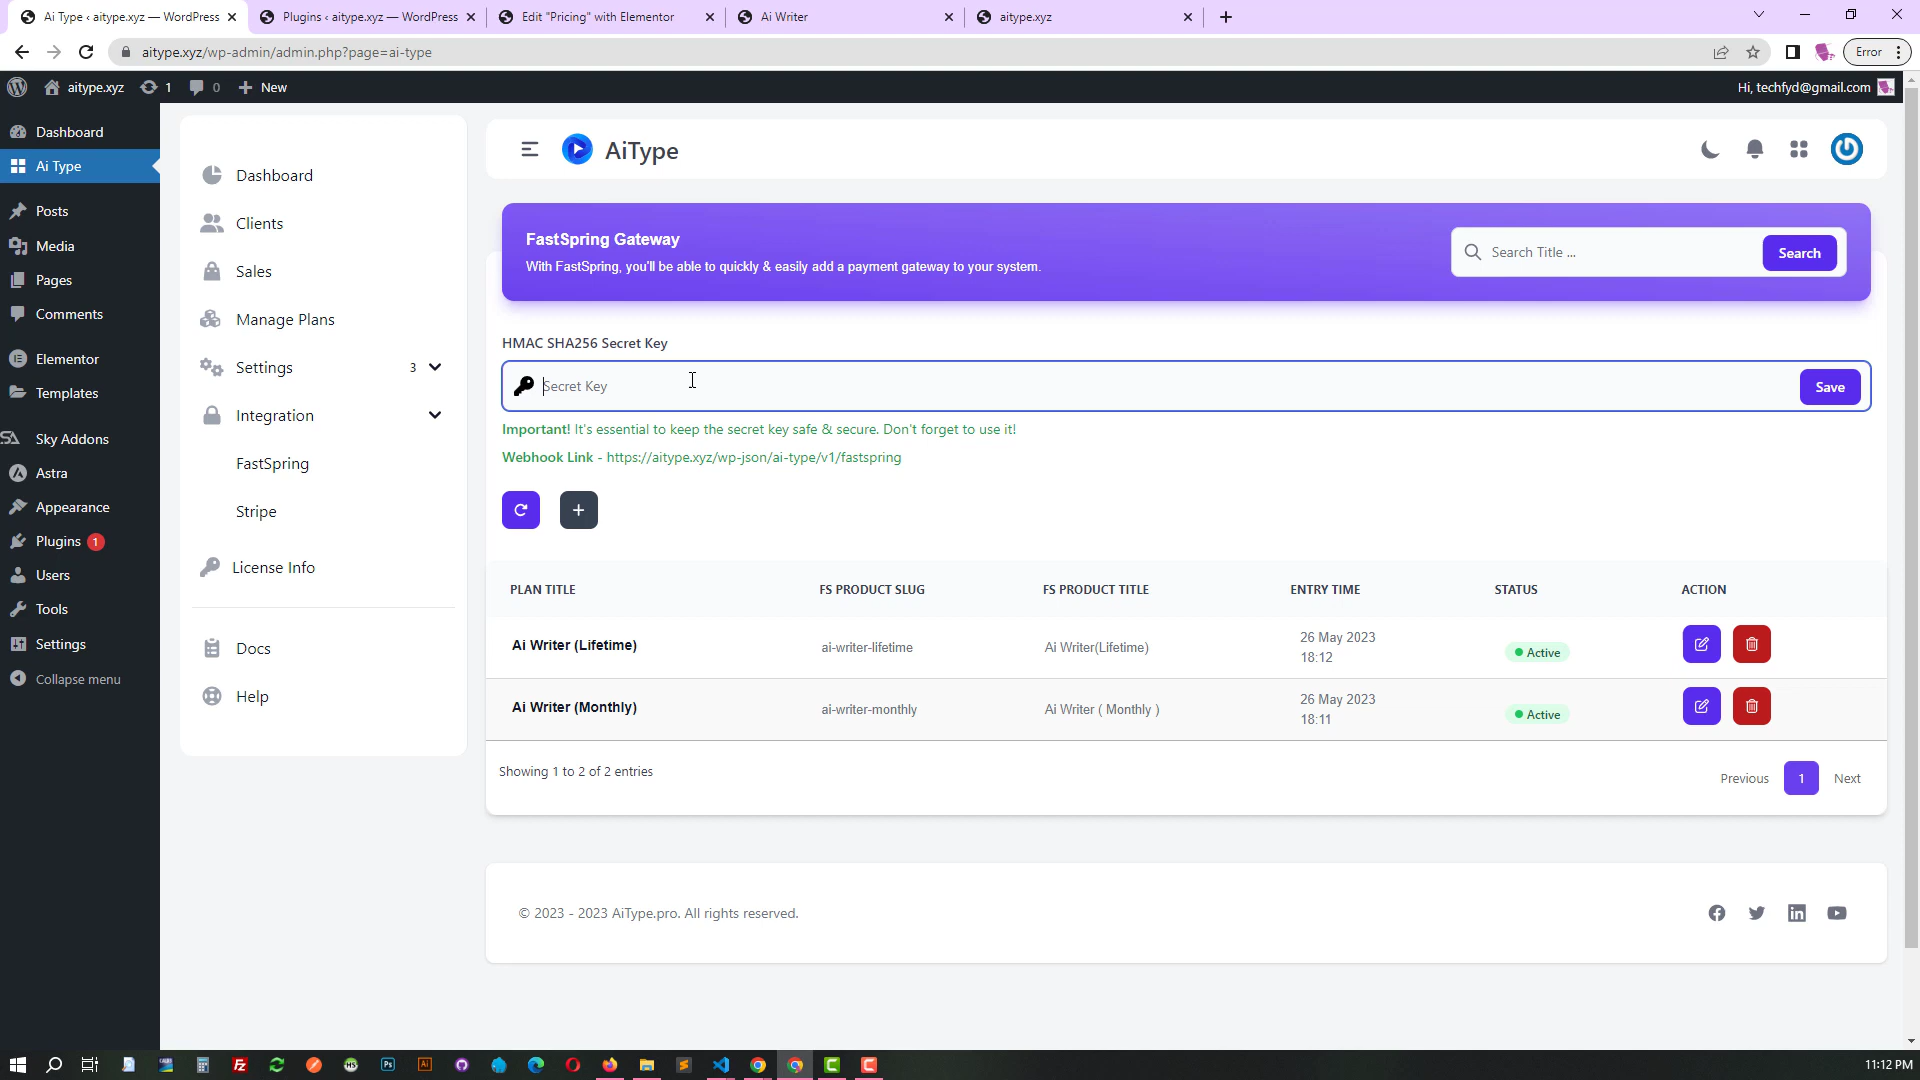 Ai Type ‹ aitype.xyz — WordPress
Plugins ‹ aitype.xyz — WordPress
Edit "Pricing" with Elementor
Ai Writer
aitype.xyz
aitype.xyz/wp-admin/admin.php?page=ai-type
Error
aitype.xyz
1
0
New
Hi, techfyd@gmail.com
Dashboard
Ai Type
Posts
Media
Pages
Comments
Elementor
Templates
Sky Addons
Astra
Appearance
Plugins 1
Users
Tools
Settings
Collapse menu
Dashboard
Clients
Sales
Manage Plans
Settings 3
Integration
FastSpring
Stripe
License Info
Docs
Help
AiType
FastSpring Gateway
With FastSpring, you'll be able to quickly & easily add a payment gateway to your system.
Search Title ...
Search
HMAC SHA256 Secret Key
Secret Key
Save
Important! It's essential to keep the secret key safe & secure. Don't forget to use it!
Webhook Link - https://aitype.xyz/wp-json/ai-type/v1/fastspring
PLAN TITLE FS PRODUCT SLUG FS PRODUCT TITLE ENTRY TIME STATUS ACTION
Ai Writer (Lifetime) ai-writer-lifetime Ai Writer(Lifetime) 26 May 2023 18:12 Active
Ai Writer (Monthly) ai-writer-monthly Ai Writer ( Monthly ) 26 May 2023 18:11 Active
Showing 1 to 2 of 2 entries
Previous 1 Next
© 2023 - 2023 AiType.pro. All rights reserved.
11:12 PM